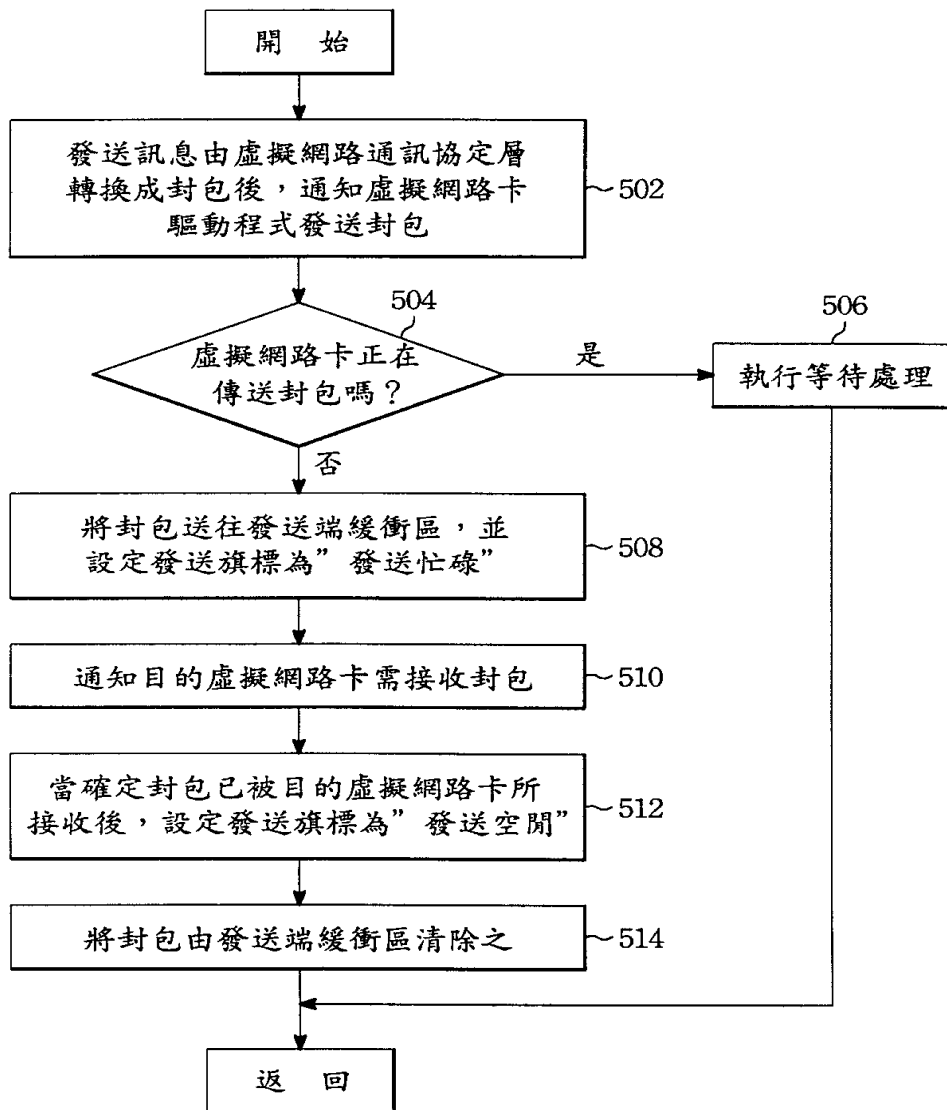 開 始
發送訊息由虛擬網路通訊協定層
轉換成封包後，通知虛擬網路卡
驅動程式發送封包
502
504
虛擬網路卡正在
傳送封包嗎？
是
506
執行等待處理
否
將封包送往發送端緩衝區，並
設定發送旗標為”發送忙碌”
508
通知目的虛擬網路卡需接收封包
510
當確定封包已被目的虛擬網路卡所
接收後，設定發送旗標為”發送空閒”
512
將封包由發送端緩衝區清除之
514
返 回